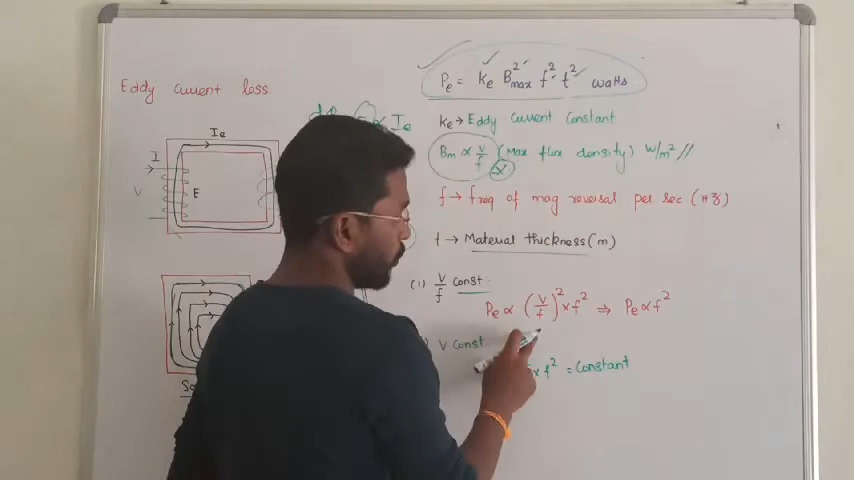 Eddy current loss
Pe = Ke B²max f² t² watts
Ie
I
V
E
∝ Ie
Ke → Eddy current constant
Bm ∝ V/f (Max flux density) W/m² //
f → freq of mag reversal per sec (Hz)
t → Material thickness (m)
(1) V/f const.
Pe ∝ (V/f)² × f² ⇒ Pe ∝ f²
V const
× f² = Constant